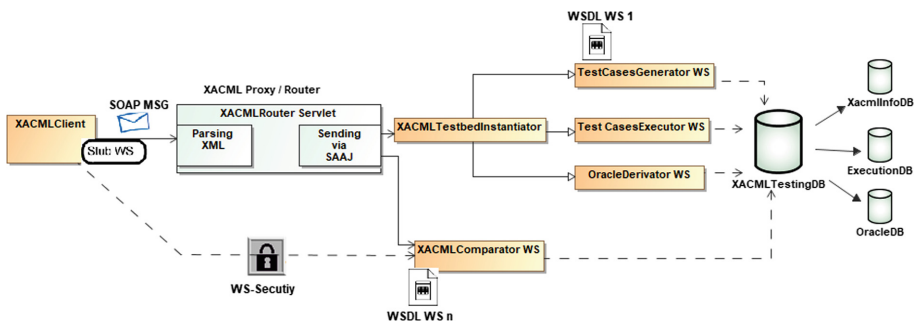 WSDL WS 1
TestCasesGenerator WS
XacmlInfoDB
XACML Proxy / Router
SOAP MSG
XACMLRouter Servlet
XACMLClient
Parsing
XML
Sending
via
SAAJ
XACMLTestbedInstantiator
Test CasesExecutor WS
Stut: WS
ExecutionDB
OracleDerivator WS
XACMLTestingDB
OracleDB
XACMLComparator WS
WS-Secutiy
WSDL WS n